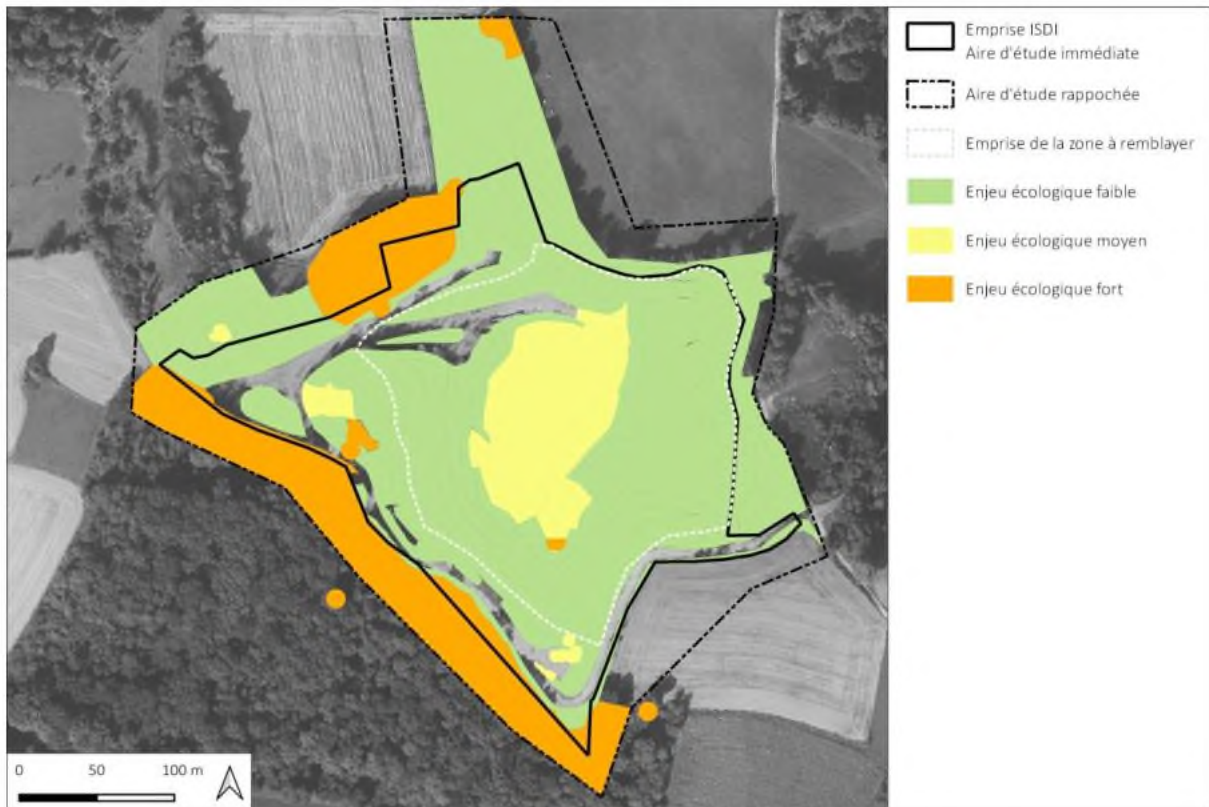 Emprise ISDI
Aire d'étude immédiate
Aire d'étude rappochée
Emprise de la zone à remblayer
Enjeu écologique faible
Enjeu écologique moyen
Enjeu écologique fort
0 50 100 m